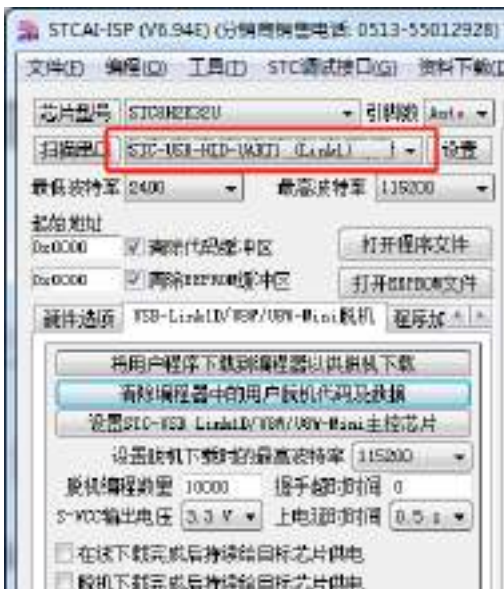 STCAI-ISP (V6.94E) (分销商销售电话: 0513-55012928)
文件(F) 编程(O) 工具(T) STC调试接口(G) 资料下载(D
芯片型号 STC8H2K32U 引脚数 Auto
扫描串口 STC-USB-HID-UART1 (Link1) 设置
最低波特率 2400 最高波特率 115200
起始地址
0x0000 清除代码缓冲区 打开程序文件
0x0000 清除EEPROM缓冲区 打开EEPROM文件
硬件选项 USB-Link1D/U8W/U8W-Mini脱机 程序加
将用户程序下载到编程器以供脱机下载
清除编程器中的用户脱机代码及数据
设置STC-USB Link1D/U8W/U8W-Mini主控芯片
设置脱机下载时的最高波特率 115200
脱机编程数量 10000 握手超时时间 0
S-VCC输出电压 3.3 V 上电延时时间 0.5 s
在线下载完成后持续给目标芯片供电
脱机下载完成后持续给目标芯片供电